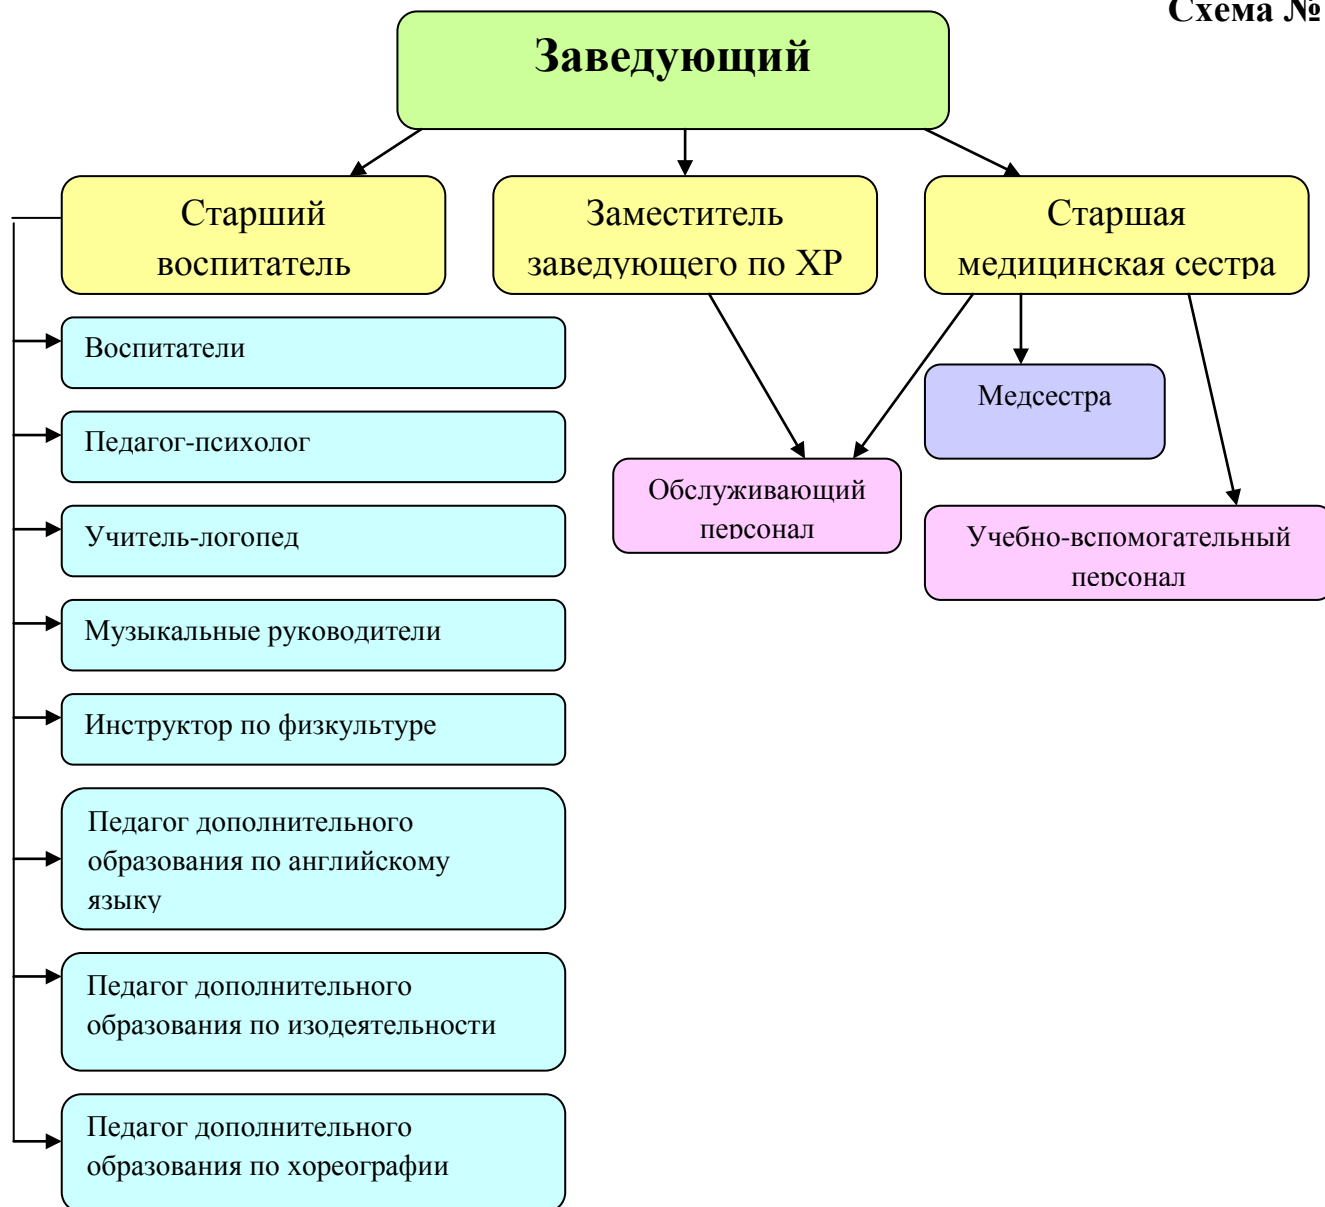 Схема №
Заведующий
Старший
воспитатель
Заместитель
заведующего по ХР
Старшая
медицинская сестра
Воспитатели
Педагог-психолог
Учитель-логопед
Музыкальные руководители
Инструктор по физкультуре
Педагог дополнительного
образования по английскому
языку
Педагог дополнительного
образования по изодеятельности
Педагог дополнительного
образования по хореографии
Обслуживающий
персонал
Медсестра
Учебно-вспомогательный
персонал